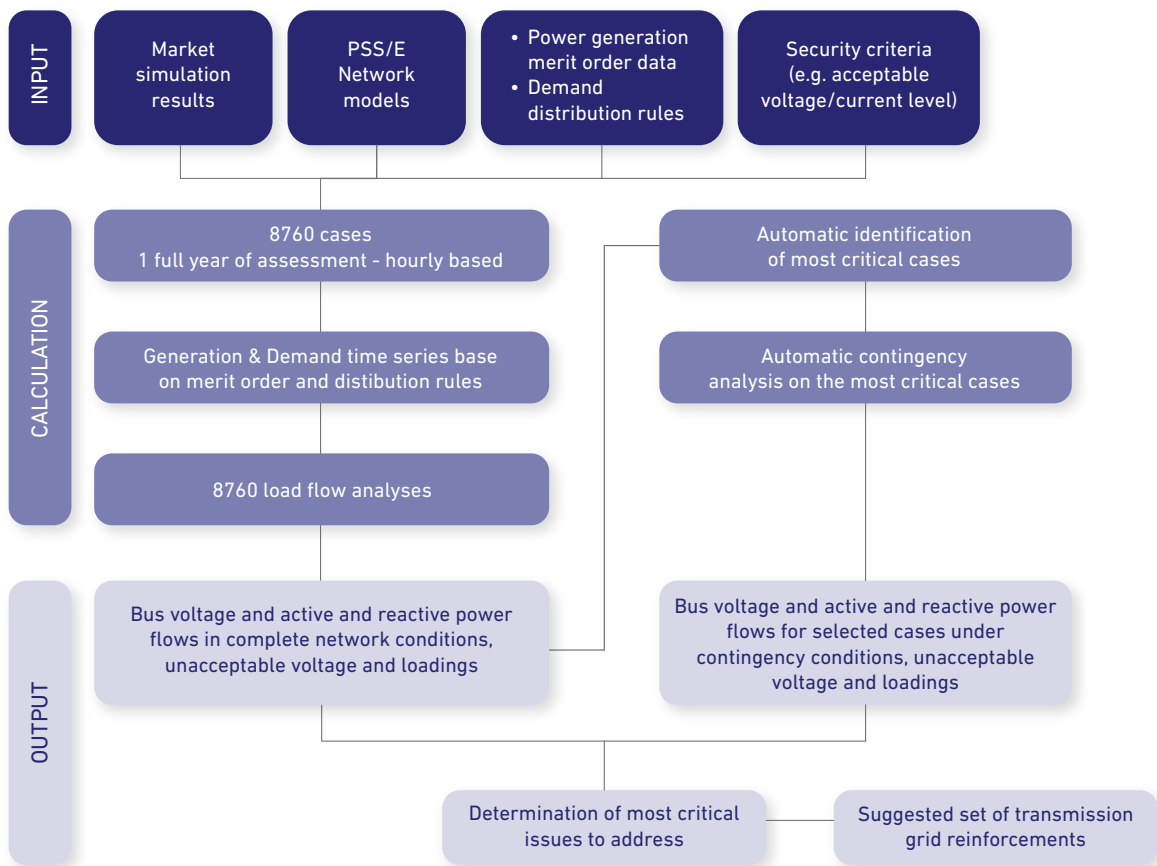 INPUT
Market
simulation
results
PSS/E
Network
models
• Power generation
merit order data
• Demand
distribution rules
Security criteria
(e.g. acceptable
voltage/current level)
CALCULATION
8760 cases
1 full year of assessment - hourly based
Generation & Demand time series base
on merit order and distibution rules
8760 load flow analyses
Automatic identification
of most critical cases
Automatic contingency
analysis on the most critical cases
OUTPUT
Bus voltage and active and reactive power
flows in complete network conditions,
unacceptable voltage and loadings
Bus voltage and active and reactive power
flows for selected cases under
contingency conditions, unacceptable
voltage and loadings
Determination of most critical
issues to address
Suggested set of transmission
grid reinforcements